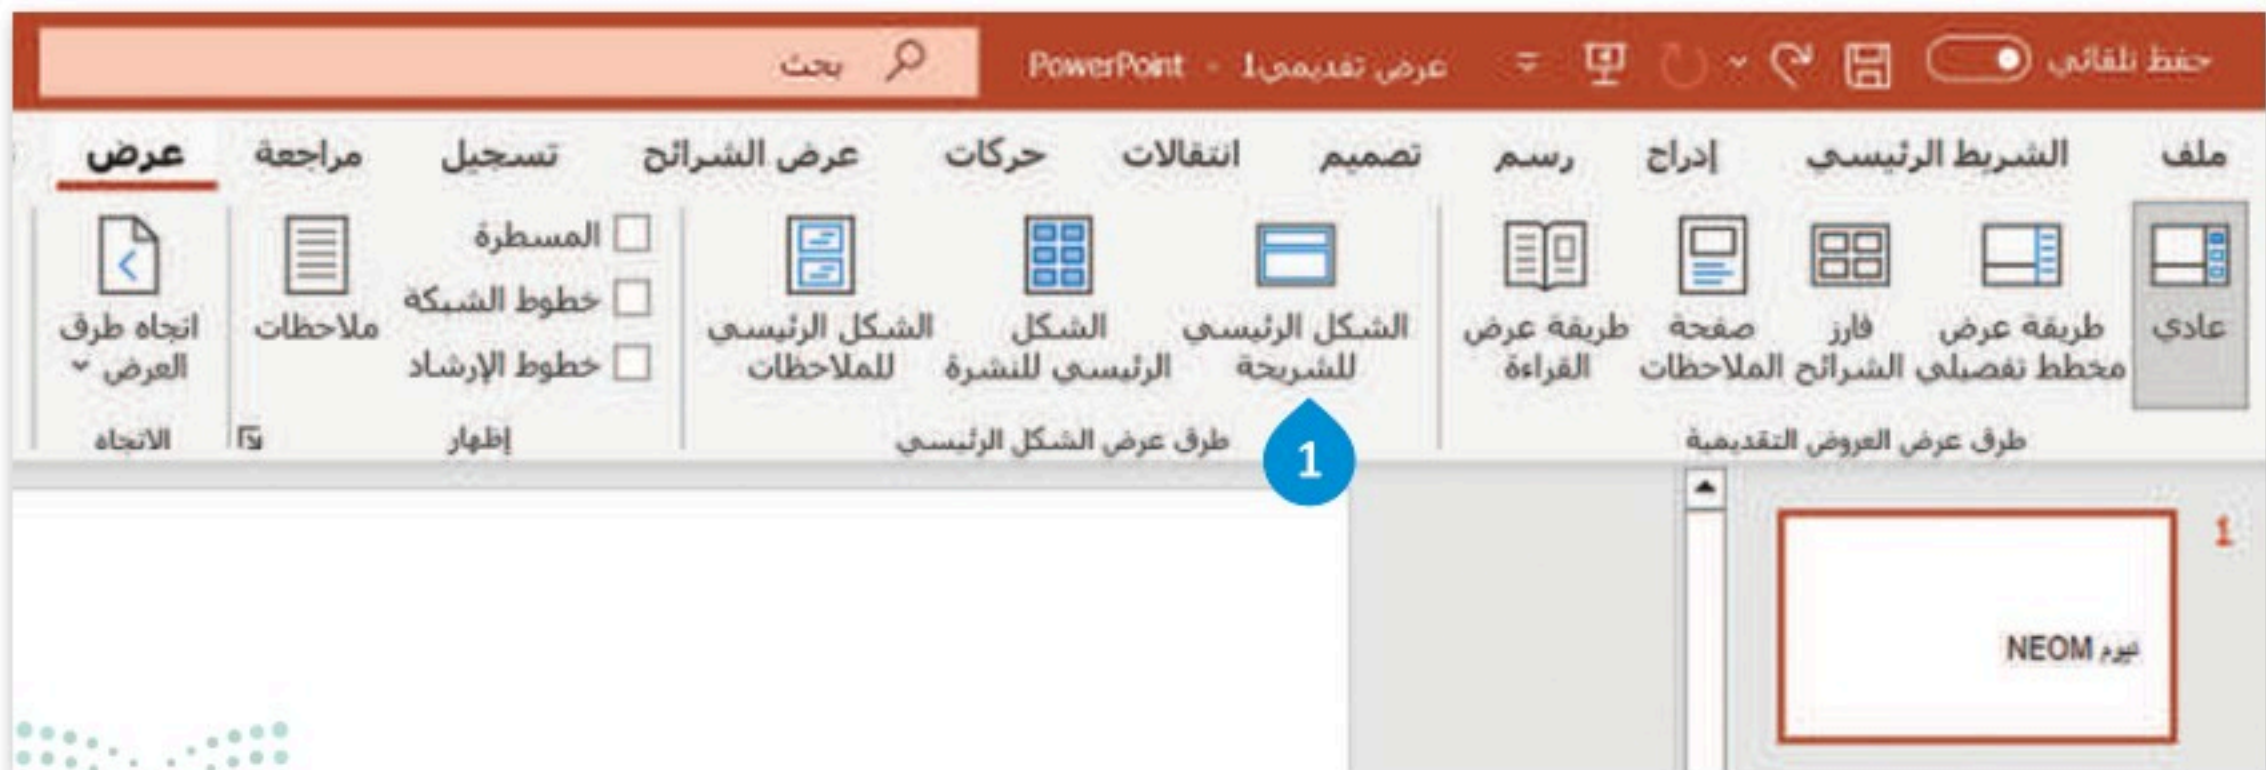 حفظ تلقائي
عرض تقديمي1 - PowerPoint
بحث
ملف
الشريط الرئيسي
إدراج
رسم
تصميم
انتقالات
حركات
عرض الشرائح
تسجيل
مراجعة
عرض
عادي
طريقة عرض
مخطط تفصيلي
فارز
الشرائح
صفحة
الملاحظات
طريقة عرض
القراءة
طرق عرض العروض التقديمية
الشكل الرئيسي
للشريحة
الشكل
الرئيسي للنشرة
الشكل الرئيسي
للملاحظات
طرق عرض الشكل الرئيسي
1
المسطرة
خطوط الشبكة
خطوط الإرشاد
ملاحظات
إظهار
اتجاه طرق
العرض
الاتجاه
1
نيوم NEOM